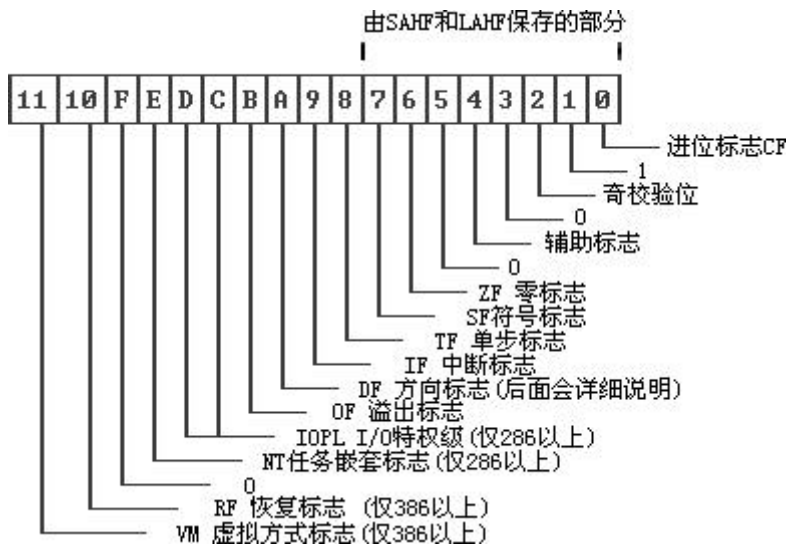 由SAHF和LAHF保存的部分
11 10 F E D C B A 9 8 7 6 5 4 3 2 1 0
进位标志CF
1
奇校验位
0
辅助标志
0
ZF 零标志
SF符号标志
TF 单步标志
IF 中断标志
DF 方向标志(后面会详细说明)
OF 溢出标志
IOPL I/O特权级(仅286以上)
NT任务嵌套标志(仅286以上)
0
RF 恢复标志 (仅386以上)
VM 虚拟方式标志(仅386以上)